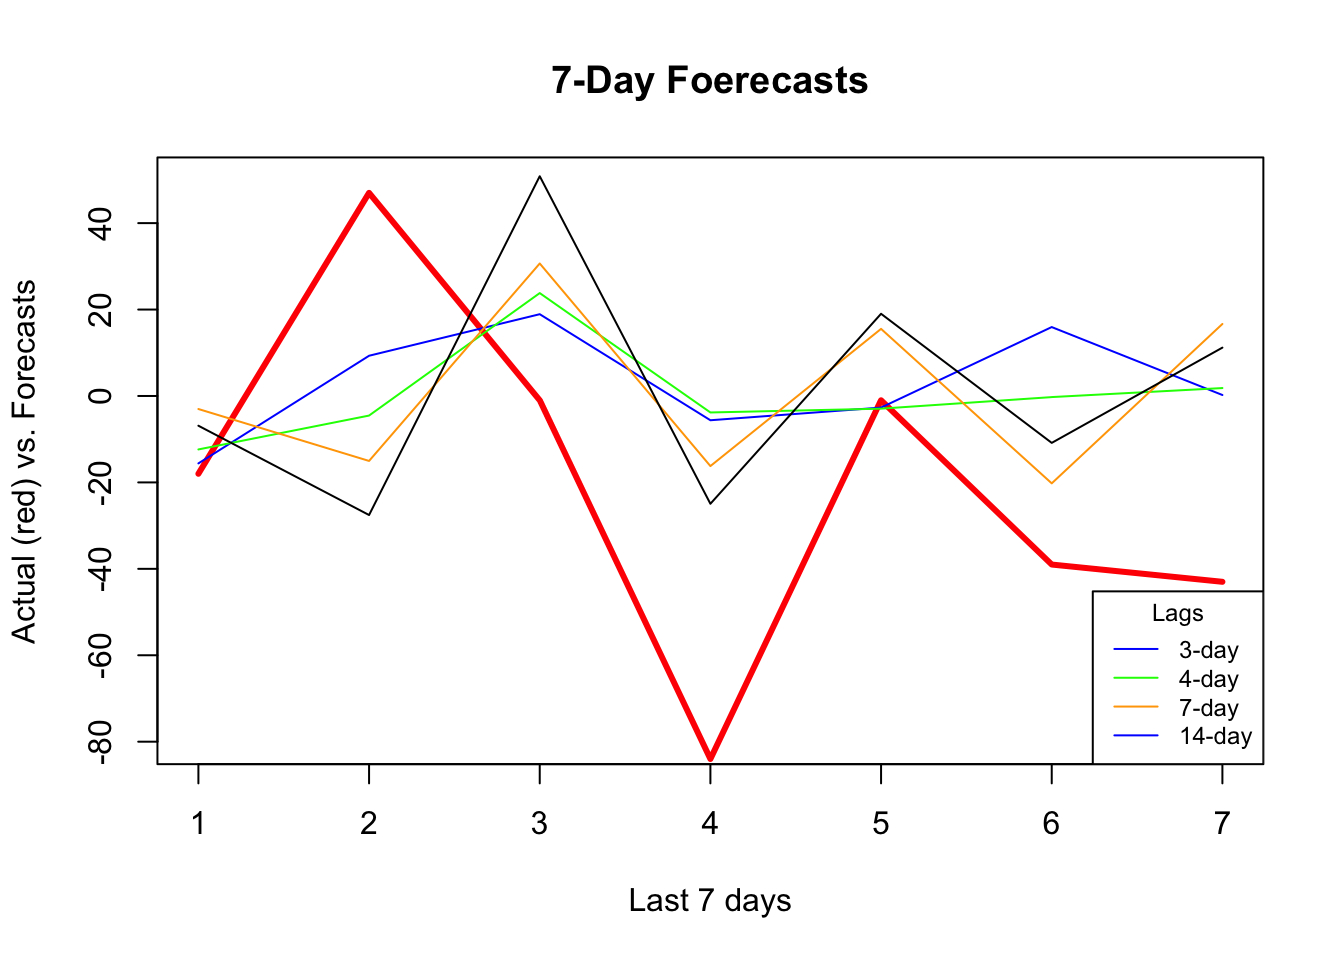 7-Day Foerecasts
Actual (red) vs. Forecasts
40
20
0
-20
-40
-60
-80
Lags
3-day
4-day
7-day
14-day
1 2 3 4 5 6 7
Last 7 days